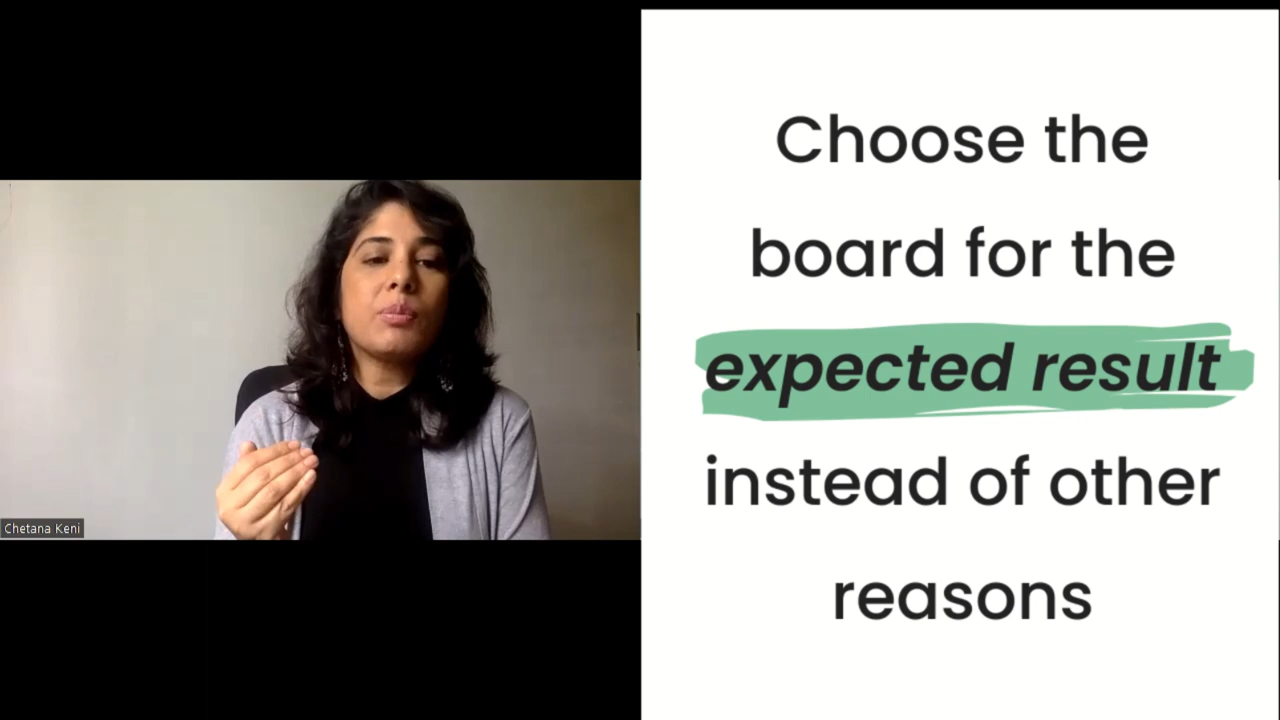 Chetana Keni
Choose the
board for the
expected result
instead of other
reasons